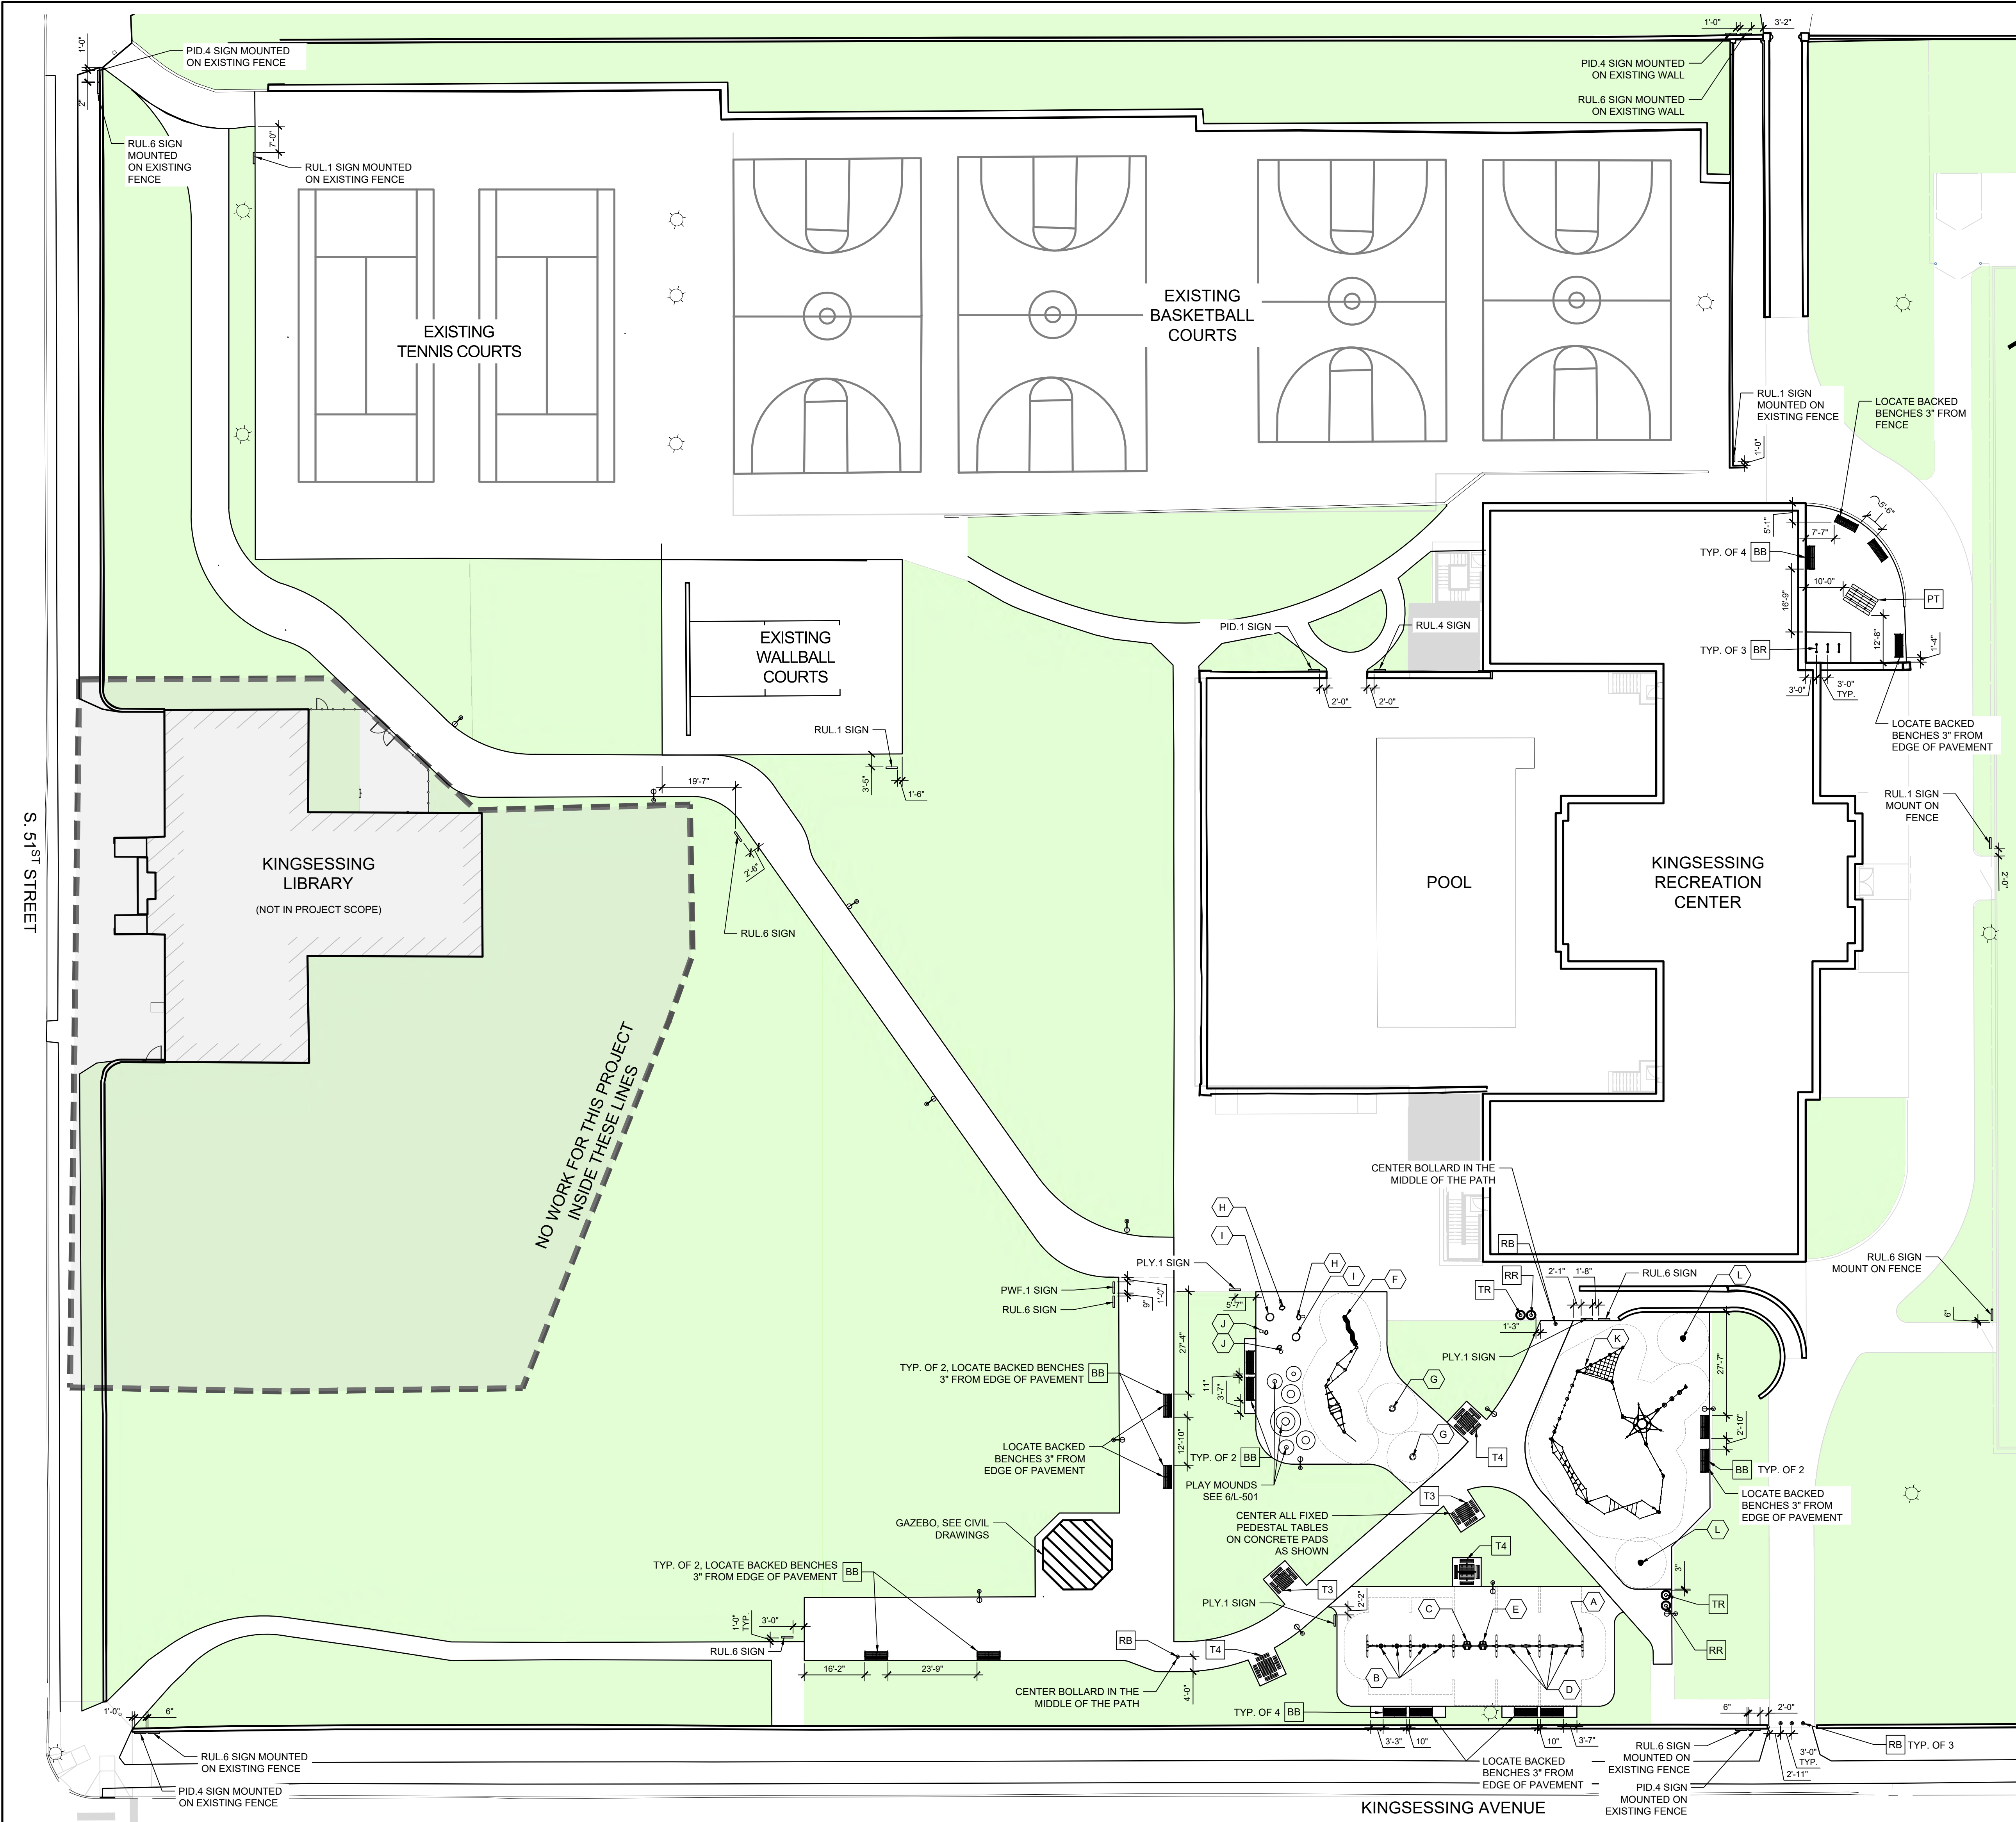 1'-0"
3'-2"
1'-0"
PID.4 SIGN MOUNTED
ON EXISTING FENCE
PID.4 SIGN MOUNTED
ON EXISTING WALL
2"
RUL.6 SIGN MOUNTED
ON EXISTING WALL
7'-0"
RUL.6 SIGN
MOUNTED
ON EXISTING
FENCE
RUL.1 SIGN MOUNTED
ON EXISTING FENCE
EXISTING
TENNIS COURTS
EXISTING
BASKETBALL
COURTS
RUL.1 SIGN
MOUNTED ON
EXISTING FENCE
1'-0"
LOCATE BACKED
BENCHES 3" FROM
FENCE
5'-6"
5'-1"
7'-7"
TYP. OF 4 BB
10'-0"
16'-9"
PT
12'-8"
1'-4"
TYP. OF 3 BR
3'-0"
3'-0"
TYP.
LOCATE BACKED
BENCHES 3" FROM
EDGE OF PAVEMENT
EXISTING
WALLBALL
COURTS
PID.1 SIGN
RUL.4 SIGN
2'-0"
2'-0"
RUL.1 SIGN
3'-5"
1'-6"
19'-7"
2'-6"
RUL.6 SIGN
RUL.1 SIGN
MOUNT ON
FENCE
2'-0"
S. 51ST STREET
KINGSESSING
LIBRARY
(NOT IN PROJECT SCOPE)
POOL
KINGSESSING
RECREATION
CENTER
NO WORK FOR THIS PROJECT
INSIDE THESE LINES
CENTER BOLLARD IN THE
MIDDLE OF THE PATH
H
I
RB
PLY.1 SIGN
H
I
F
RR
TR
2'-1"
1'-8"
RUL.6 SIGN
L
RUL.6 SIGN
MOUNT ON FENCE
6"
PWF.1 SIGN
RUL.6 SIGN
1'-0"
9"
5'-7"
J
J
1'-3"
PLY.1 SIGN
K
27'-4"
27'-7"
TYP. OF 2, LOCATE BACKED BENCHES
3" FROM EDGE OF PAVEMENT
BB
11"
3'-7"
G
G
12'-10"
2'-10"
LOCATE BACKED
BENCHES 3" FROM
EDGE OF PAVEMENT
TYP. OF 2 BB
T4
BB TYP. OF 2
PLAY MOUNDS
SEE 6/L-501
T3
LOCATE BACKED
BENCHES 3" FROM
EDGE OF PAVEMENT
GAZEBO, SEE CIVIL
DRAWINGS
CENTER ALL FIXED
PEDESTAL TABLES
ON CONCRETE PADS
AS SHOWN
L
T4
TYP. OF 2, LOCATE BACKED BENCHES
3" FROM EDGE OF PAVEMENT
BB
3"
T3
2'-2"
PLY.1 SIGN
C
E
A
TR
1'-0"
TYP.
3'-0"
RUL.6 SIGN
RB
T4
RR
16'-2"
23'-9"
B
D
4'-0"
CENTER BOLLARD IN THE
MIDDLE OF THE PATH
TYP. OF 4 BB
1'-0"
6"
6"
2'-0"
3'-3"
10"
10"
3'-7"
RUL.6 SIGN MOUNTED
ON EXISTING FENCE
PID.4 SIGN MOUNTED
ON EXISTING FENCE
LOCATE BACKED
BENCHES 3" FROM
EDGE OF PAVEMENT
RUL.6 SIGN
MOUNTED ON
EXISTING FENCE
PID.4 SIGN
MOUNTED ON
EXISTING FENCE
3'-0"
TYP.
2'-11"
RB TYP. OF 3
KINGSESSING AVENUE